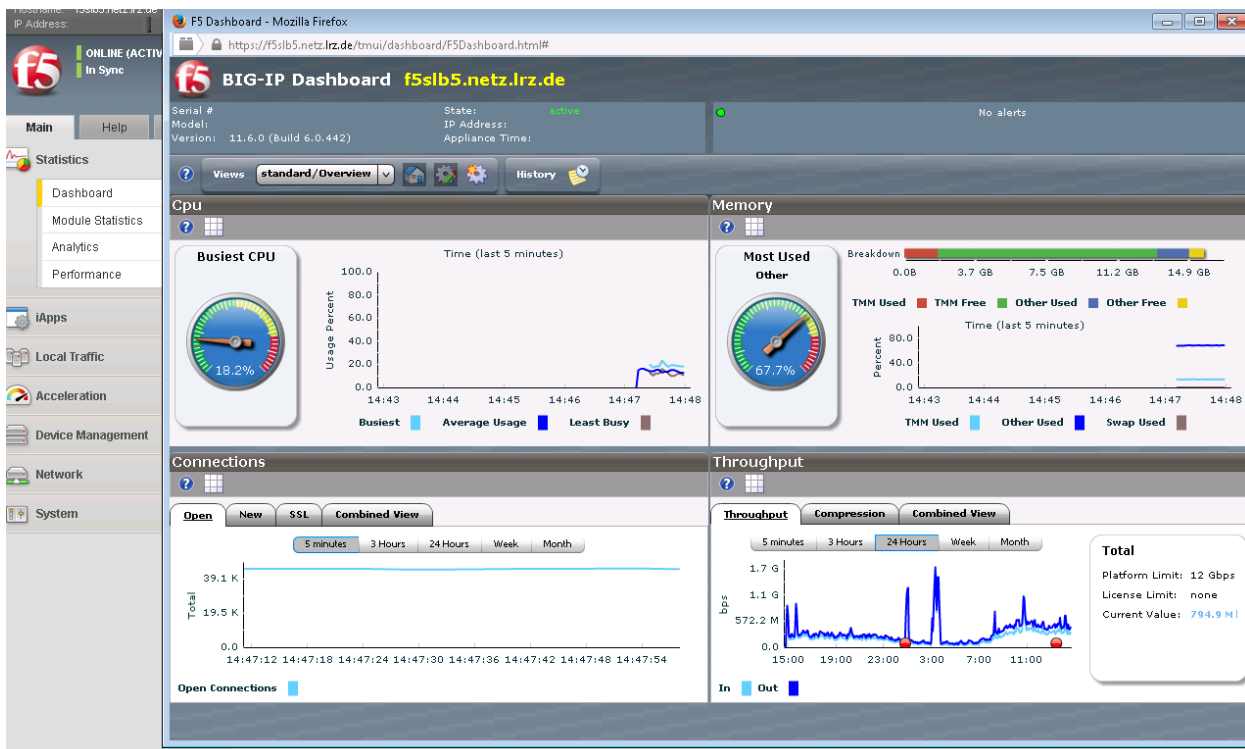 Hostname: f5slb5.netz.lrz.de
IP Address:
ONLINE (ACTIV
In Sync
f5
Main Help
Statistics
Dashboard
Module Statistics
Analytics
Performance
iApps
Local Traffic
Acceleration
Device Management
Network
System
F5 Dashboard - Mozilla Firefox
https://f5slb5.netz.lrz.de/tmui/dashboard/F5Dashboard.html#
f5 BIG-IP Dashboard f5slb5.netz.lrz.de
Serial # State: active
Model: IP Address:
Version: 11.6.0 (Build 6.0.442) Appliance Time:
No alerts
? Views standard/Overview History
Cpu
?
Busiest CPU
18.2%
Time (last 5 minutes)
Usage Percent
100.0
80.0
60.0
40.0
20.0
0.0
14:43 14:44 14:45 14:46 14:47 14:48
Busiest Average Usage Least Busy
Memory
?
Most Used
Other
67.7%
Breakdown
0.0B 3.7 GB 7.5 GB 11.2 GB 14.9 GB
TMM Used TMM Free Other Used Other Free
Time (last 5 minutes)
Percent
80.0
40.0
0.0
14:43 14:44 14:45 14:46 14:47 14:48
TMM Used Other Used Swap Used
Connections
?
Open New SSL Combined View
5 minutes 3 Hours 24 Hours Week Month
Total
39.1 K
19.5 K
0.0
14:47:12 14:47:18 14:47:24 14:47:30 14:47:36 14:47:42 14:47:48 14:47:54
Open Connections
Throughput
?
Throughput Compression Combined View
5 minutes 3 Hours 24 Hours Week Month
bps
1.7 G
1.1 G
572.2 M
0.0
15:00 19:00 23:00 3:00 7:00 11:00
In Out
Total
Platform Limit: 12 Gbps
License Limit: none
Current Value: 794.9 M